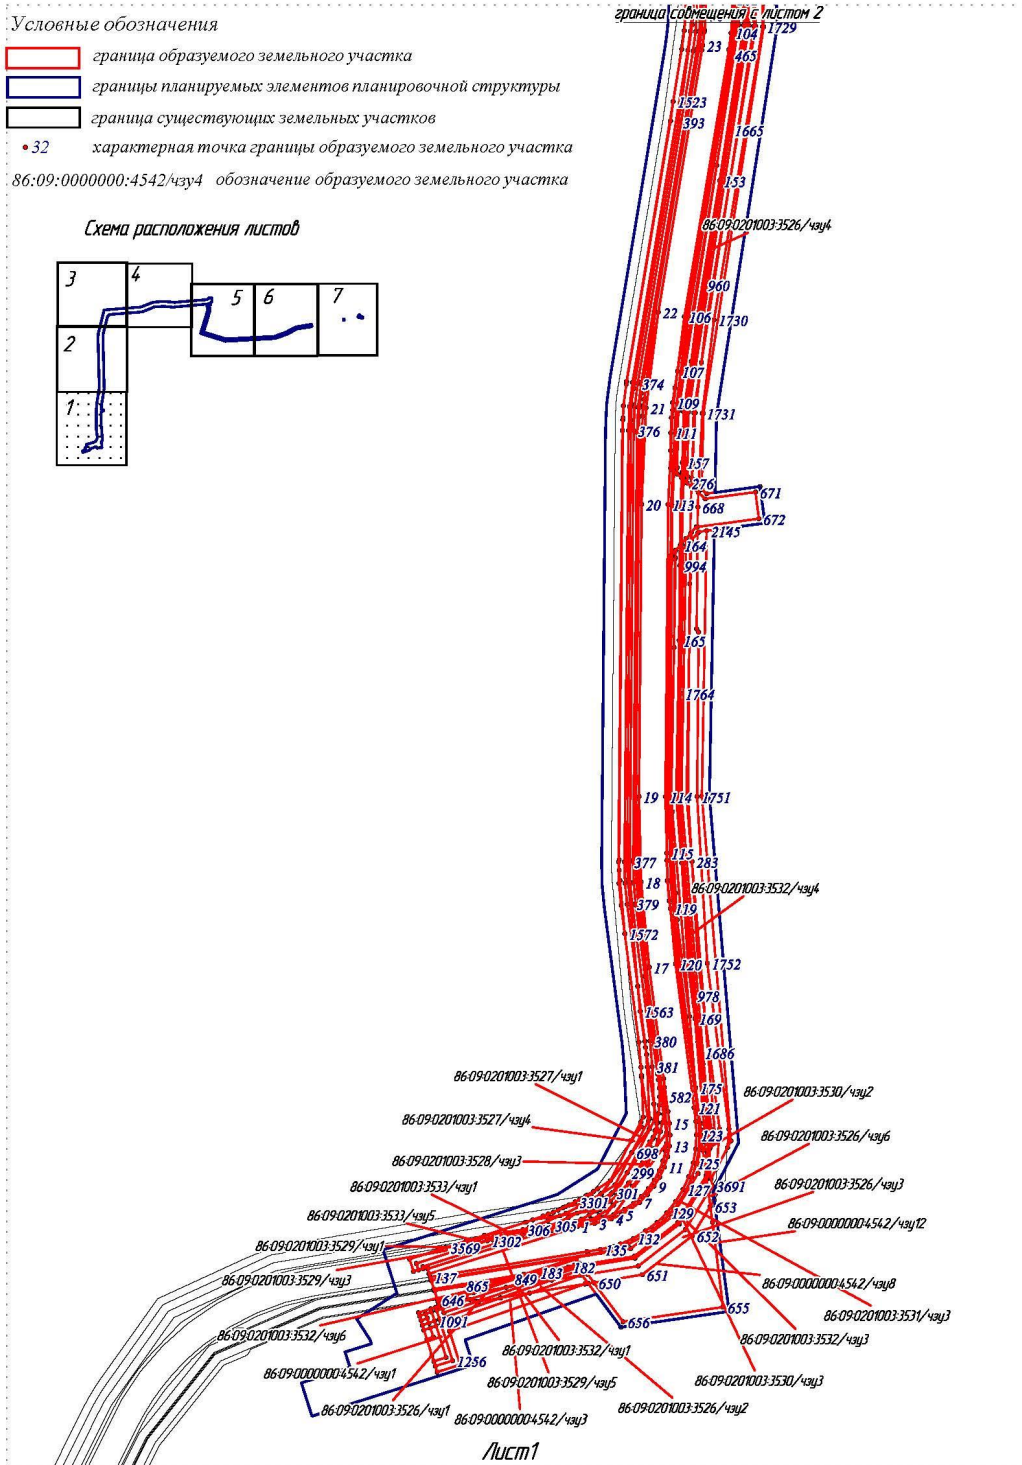 граница совмещения с листом 2
Условные обозначения
граница образуемого земельного участка
границы планируемых элементов планировочной структуры
граница существующих земельных участков
32 характерная точка границы образуемого земельного участка
86:09:0000000:4542/чзу4 обозначение образуемого земельного участка
Схема расположения листов
3
4
5
6
7
2
1
104
1729
23
465
1523
393
1665
153
86:09:0201003:3526/чзу4
960
22
106
1730
107
374
109
21
1731
376
111
157
276
671
20
113
668
672
2145
164
994
165
1764
19
114
1751
115
377
283
18
86:09:0201003:3532/чзу4
379
119
1572
17
120
1752
978
1563
169
380
1686
381
86:09:0201003:3527/чзу1
175
86:09:0201003:3530/чзу2
582
121
86:09:0201003:3527/чзу4
15
123
86:09:0201003:3526/чзу6
13
698
86:09:0201003:3528/чзу3
11
125
299
86:09:0201003:3533/чзу1
9
127
3691
86:09:0201003:3526/чзу3
301
3301
7
653
86:09:0201003:3533/чзу5
5
4
3
1
129
305
306
86:09:0000000:4542/чзу12
652
1302
132
86:09:0201003:3529/чзу1
3569
135
182
183
651
137
86:09:0201003:3529/чзу3
849
865
650
86:09:0000000:4542/чзу8
646
655
86:09:0201003:3531/чзу3
1091
656
86:09:0201003:3532/чзу6
86:09:0201003:3532/чзу3
86:09:0201003:3532/чзу1
1256
86:09:0000000:4542/чзу1
86:09:0201003:3529/чзу5
86:09:0201003:3530/чзу3
86:09:0201003:3526/чзу1
86:09:0201003:3526/чзу2
86:09:0000000:4542/чзу3
Лист1